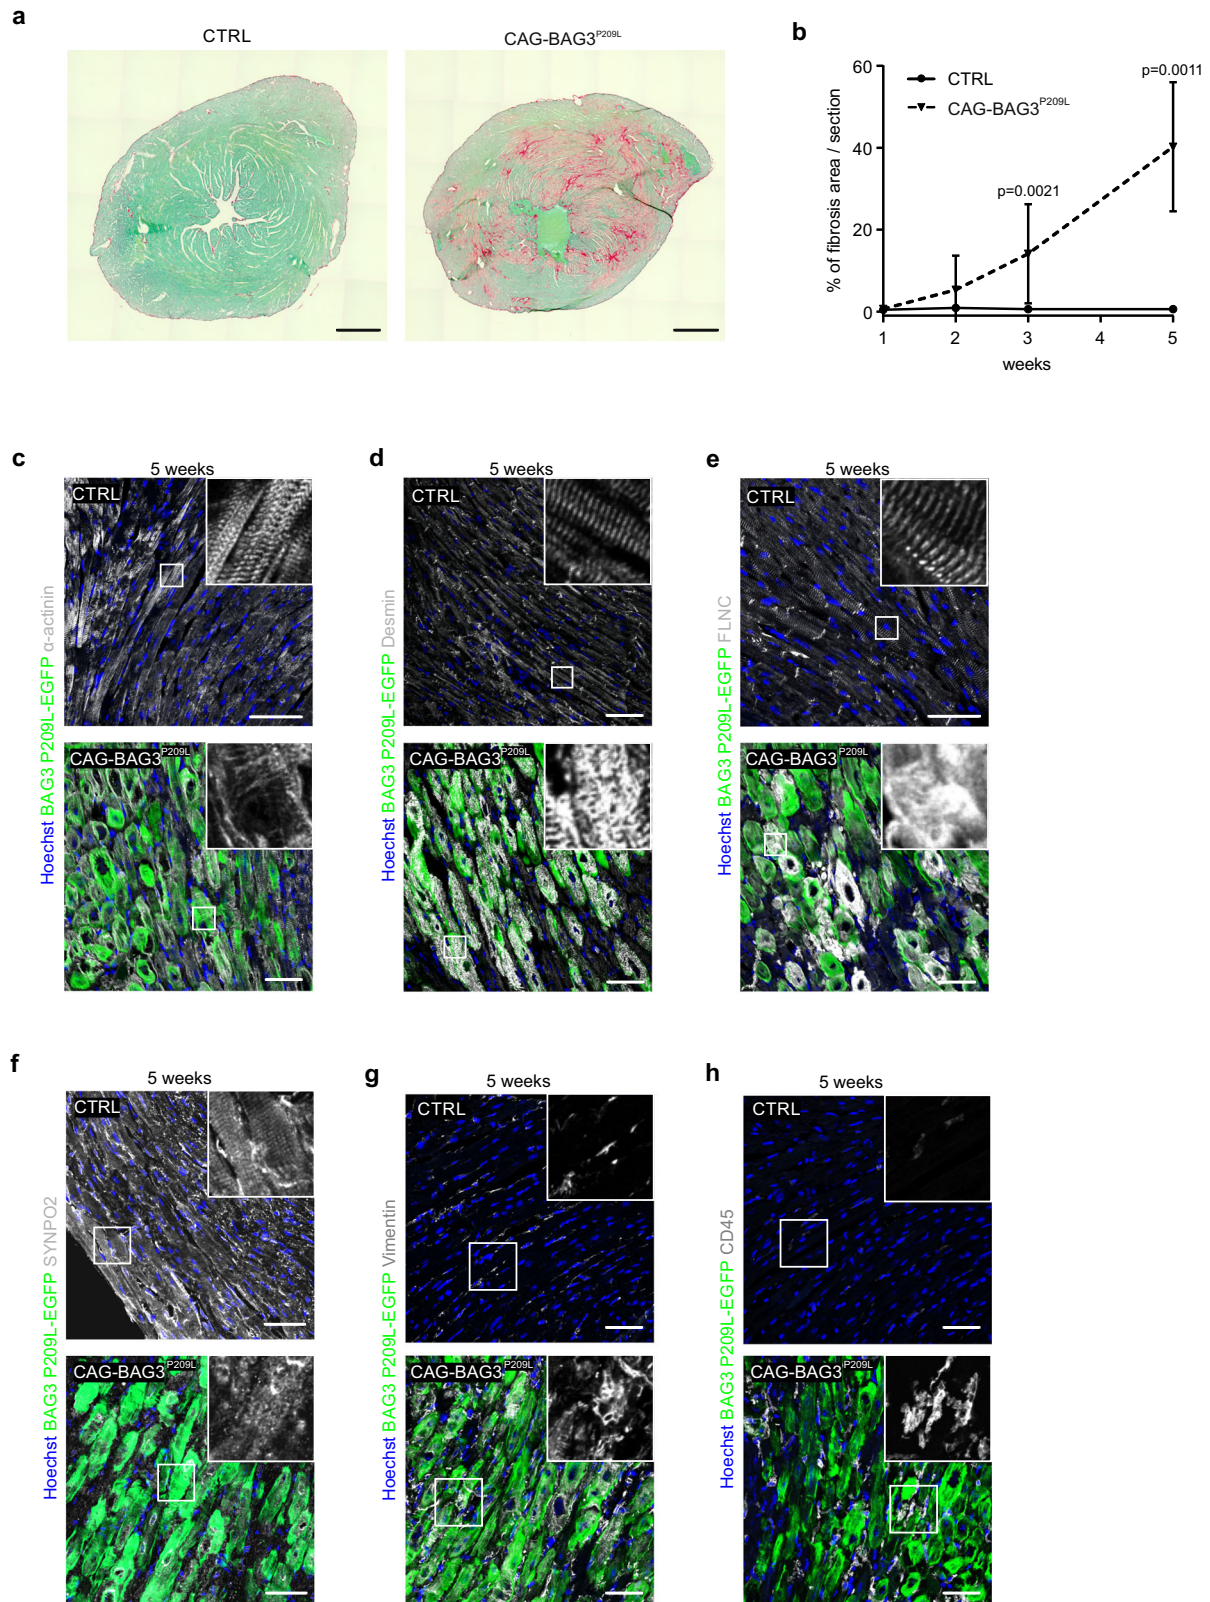 a
CTRL
CAG-BAG3P209L
b
CTRL
CAG-BAG3P209L
p=0.0011
p=0.0021
% of fibrosis area / section
60
40
20
0
1 2 3 4 5
weeks
c
5 weeks
CTRL
CAG-BAG3P209L
Hoechst BAG3 P209L-EGFP α-actinin
d
5 weeks
CTRL
CAG-BAG3P209L
Hoechst BAG3 P209L-EGFP Desmin
e
5 weeks
CTRL
CAG-BAG3P209L
Hoechst BAG3 P209L-EGFP FLNC
f
5 weeks
CTRL
CAG-BAG3P209L
Hoechst BAG3 P209L-EGFP SYNPO2
g
5 weeks
CTRL
CAG-BAG3P209L
Hoechst BAG3 P209L-EGFP Vimentin
h
5 weeks
CTRL
CAG-BAG3P209L
Hoechst BAG3 P209L-EGFP CD45